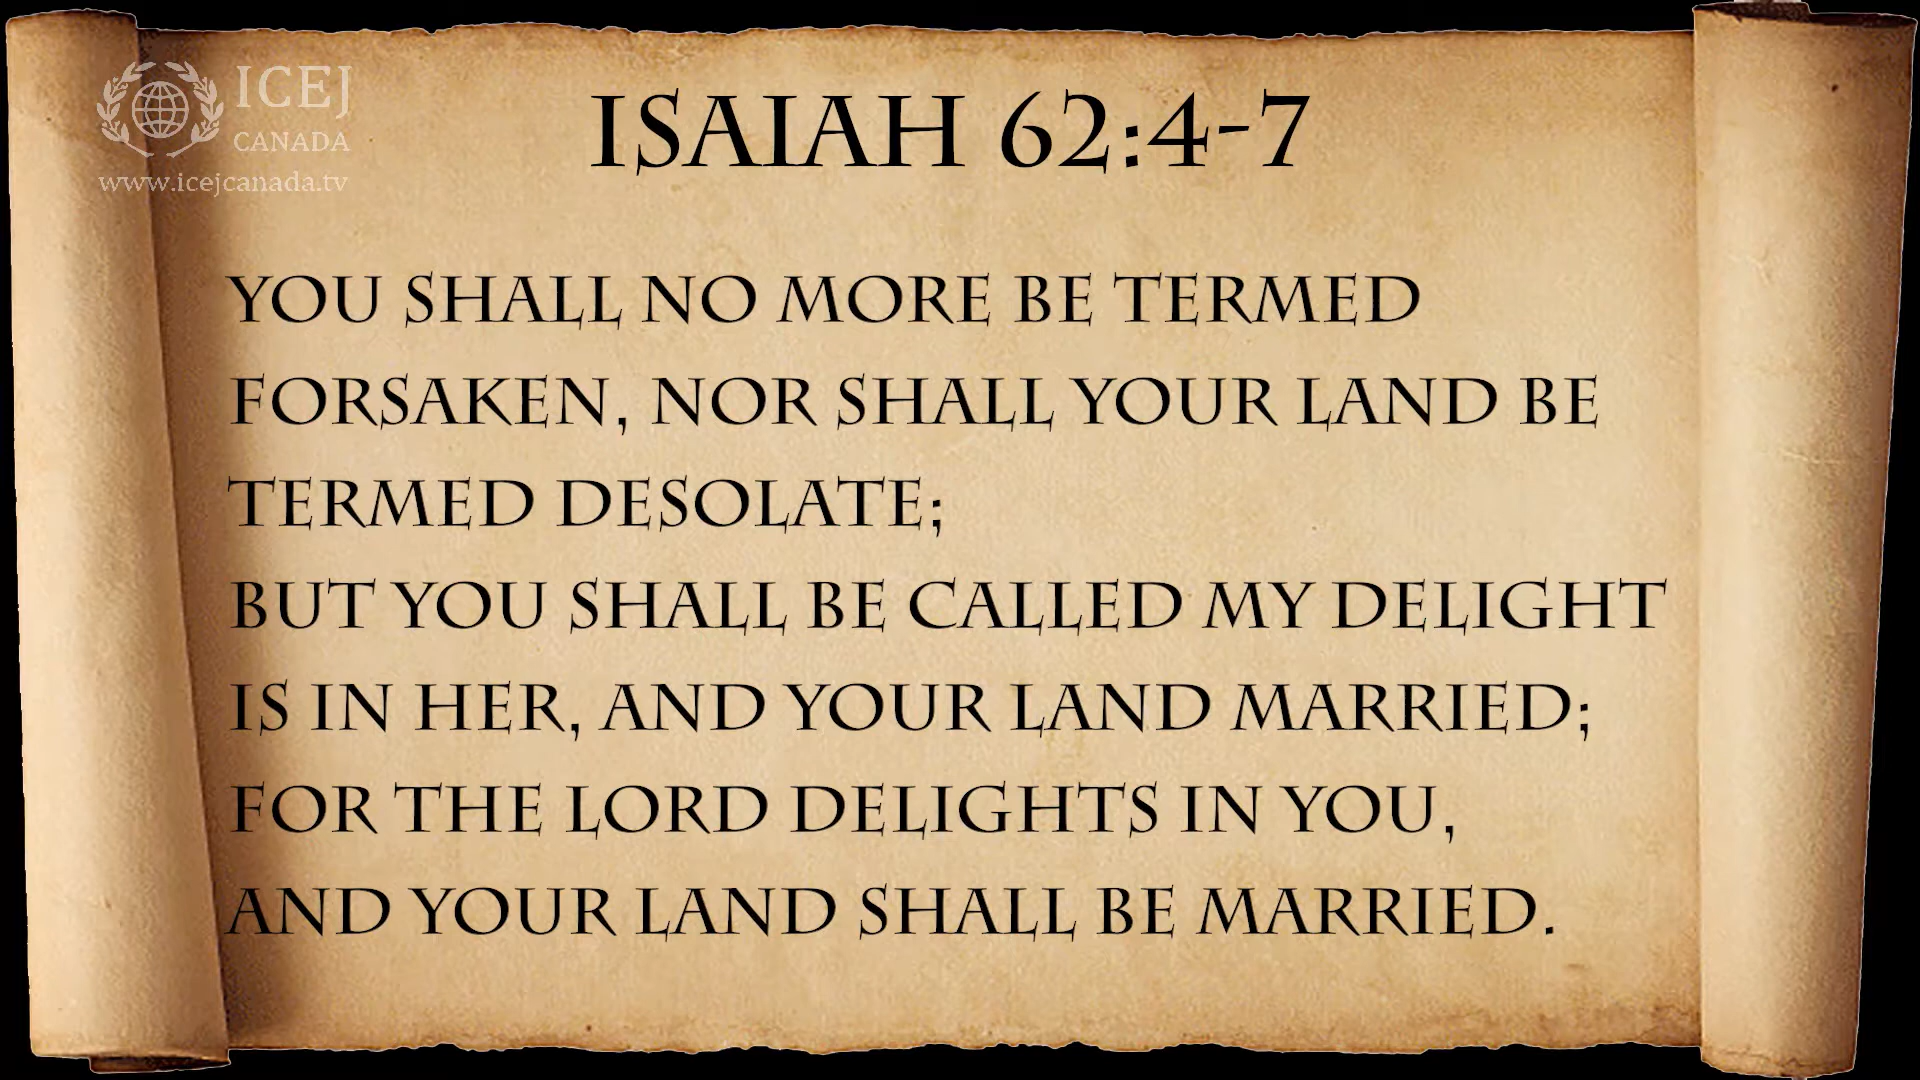 ICEJ
CANADA
www.icejcanada.tv
ISAIAH 62:4-7
YOU SHALL NO MORE BE TERMED
FORSAKEN, NOR SHALL YOUR LAND BE
TERMED DESOLATE;
BUT YOU SHALL BE CALLED MY DELIGHT
IS IN HER, AND YOUR LAND MARRIED;
FOR THE LORD DELIGHTS IN YOU,
AND YOUR LAND SHALL BE MARRIED.